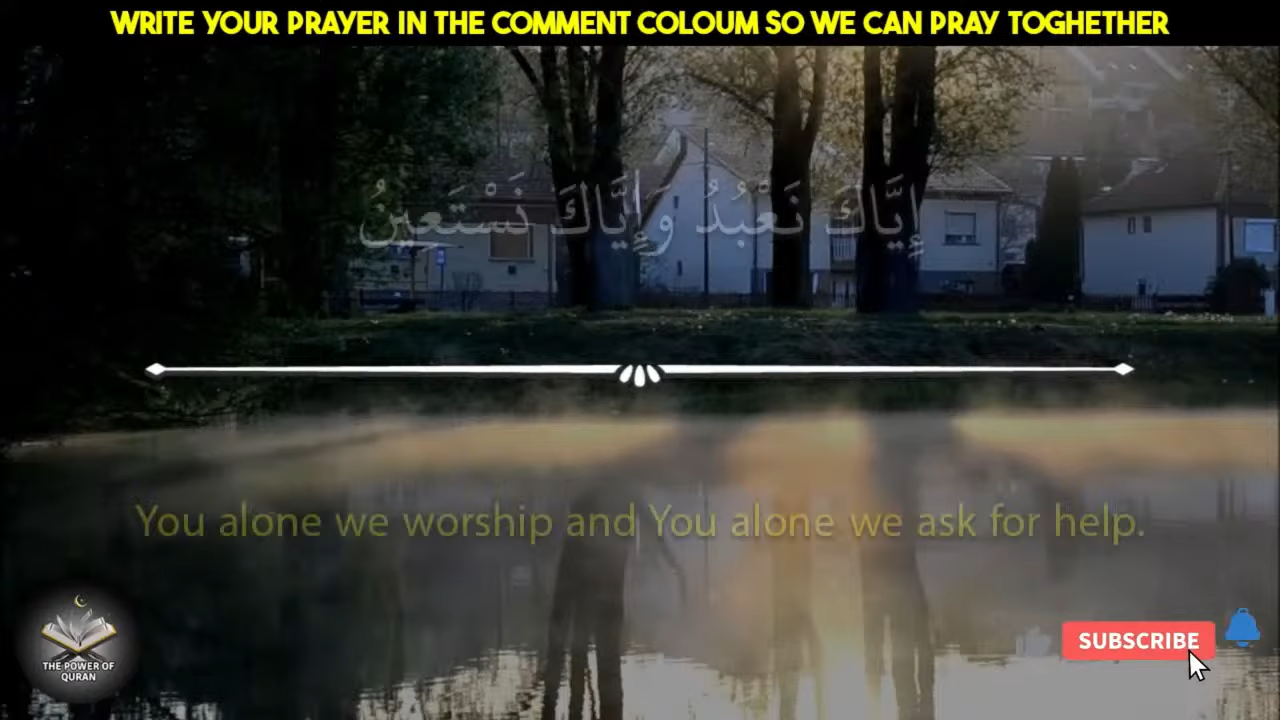 WRITE YOUR PRAYER IN THE COMMENT COLOUM SO WE CAN PRAY TOGHETHER
إِيَّاكَ نَعْبُدُ وَإِيَّاكَ نَسْتَعِينُ
You alone we worship and You alone we ask for help.
THE POWER OF
QURAN
SUBSCRIBE